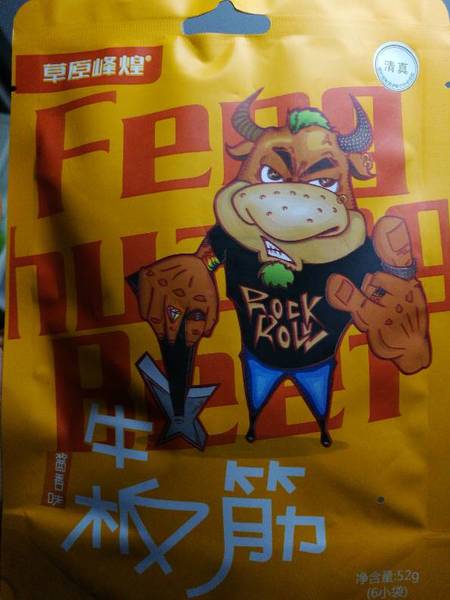 草原峰煌®
清真
Feng
huang
Beef
ROCK
ROLL
牛
板筋
酱香味
净含量:52g
(6小袋)